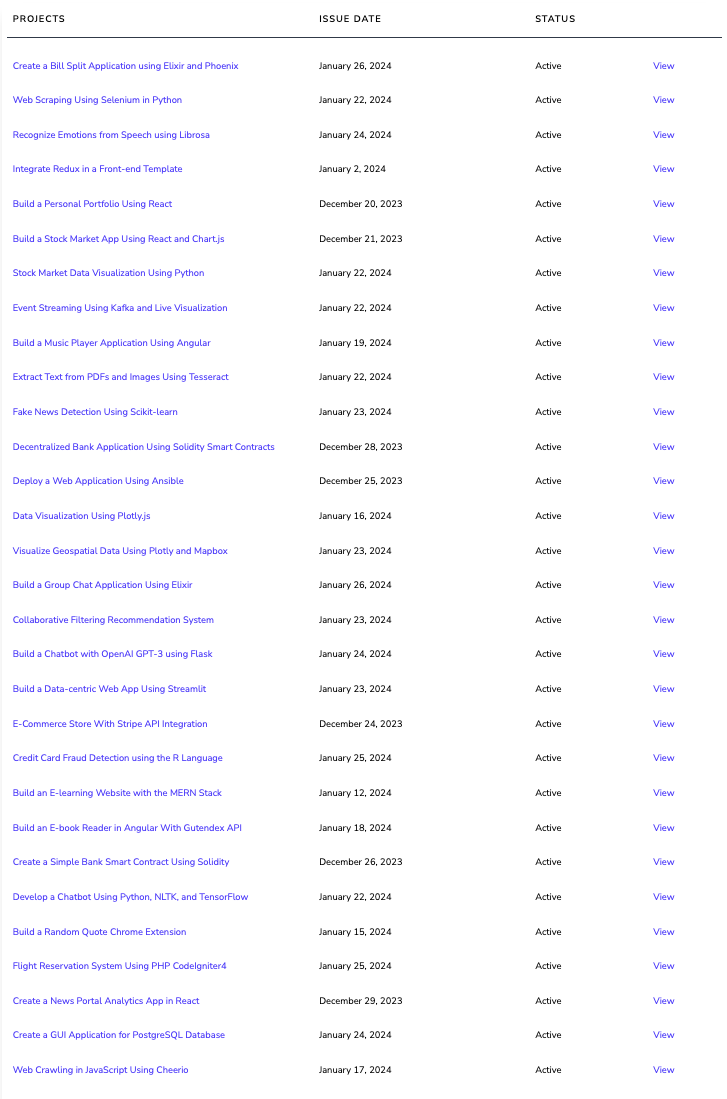 PROJECTS ISSUE DATE STATUS
Create a Bill Split Application using Elixir and Phoenix January 26, 2024 Active View
Web Scraping Using Selenium in Python January 22, 2024 Active View
Recognize Emotions from Speech using Librosa January 24, 2024 Active View
Integrate Redux in a Front-end Template January 2, 2024 Active View
Build a Personal Portfolio Using React December 20, 2023 Active View
Build a Stock Market App Using React and Chart.js December 21, 2023 Active View
Stock Market Data Visualization Using Python January 22, 2024 Active View
Event Streaming Using Kafka and Live Visualization January 22, 2024 Active View
Build a Music Player Application Using Angular January 19, 2024 Active View
Extract Text from PDFs and Images Using Tesseract January 22, 2024 Active View
Fake News Detection Using Scikit-learn January 23, 2024 Active View
Decentralized Bank Application Using Solidity Smart Contracts December 28, 2023 Active View
Deploy a Web Application Using Ansible December 25, 2023 Active View
Data Visualization Using Plotly.js January 16, 2024 Active View
Visualize Geospatial Data Using Plotly and Mapbox January 23, 2024 Active View
Build a Group Chat Application Using Elixir January 26, 2024 Active View
Collaborative Filtering Recommendation System January 23, 2024 Active View
Build a Chatbot with OpenAI GPT-3 using Flask January 24, 2024 Active View
Build a Data-centric Web App Using Streamlit January 23, 2024 Active View
E-Commerce Store With Stripe API Integration December 24, 2023 Active View
Credit Card Fraud Detection using the R Language January 25, 2024 Active View
Build an E-learning Website with the MERN Stack January 12, 2024 Active View
Build an E-book Reader in Angular With Gutendex API January 18, 2024 Active View
Create a Simple Bank Smart Contract Using Solidity December 26, 2023 Active View
Develop a Chatbot Using Python, NLTK, and TensorFlow January 22, 2024 Active View
Build a Random Quote Chrome Extension January 15, 2024 Active View
Flight Reservation System Using PHP CodeIgniter4 January 25, 2024 Active View
Create a News Portal Analytics App in React December 29, 2023 Active View
Create a GUI Application for PostgreSQL Database January 24, 2024 Active View
Web Crawling in JavaScript Using Cheerio January 17, 2024 Active View